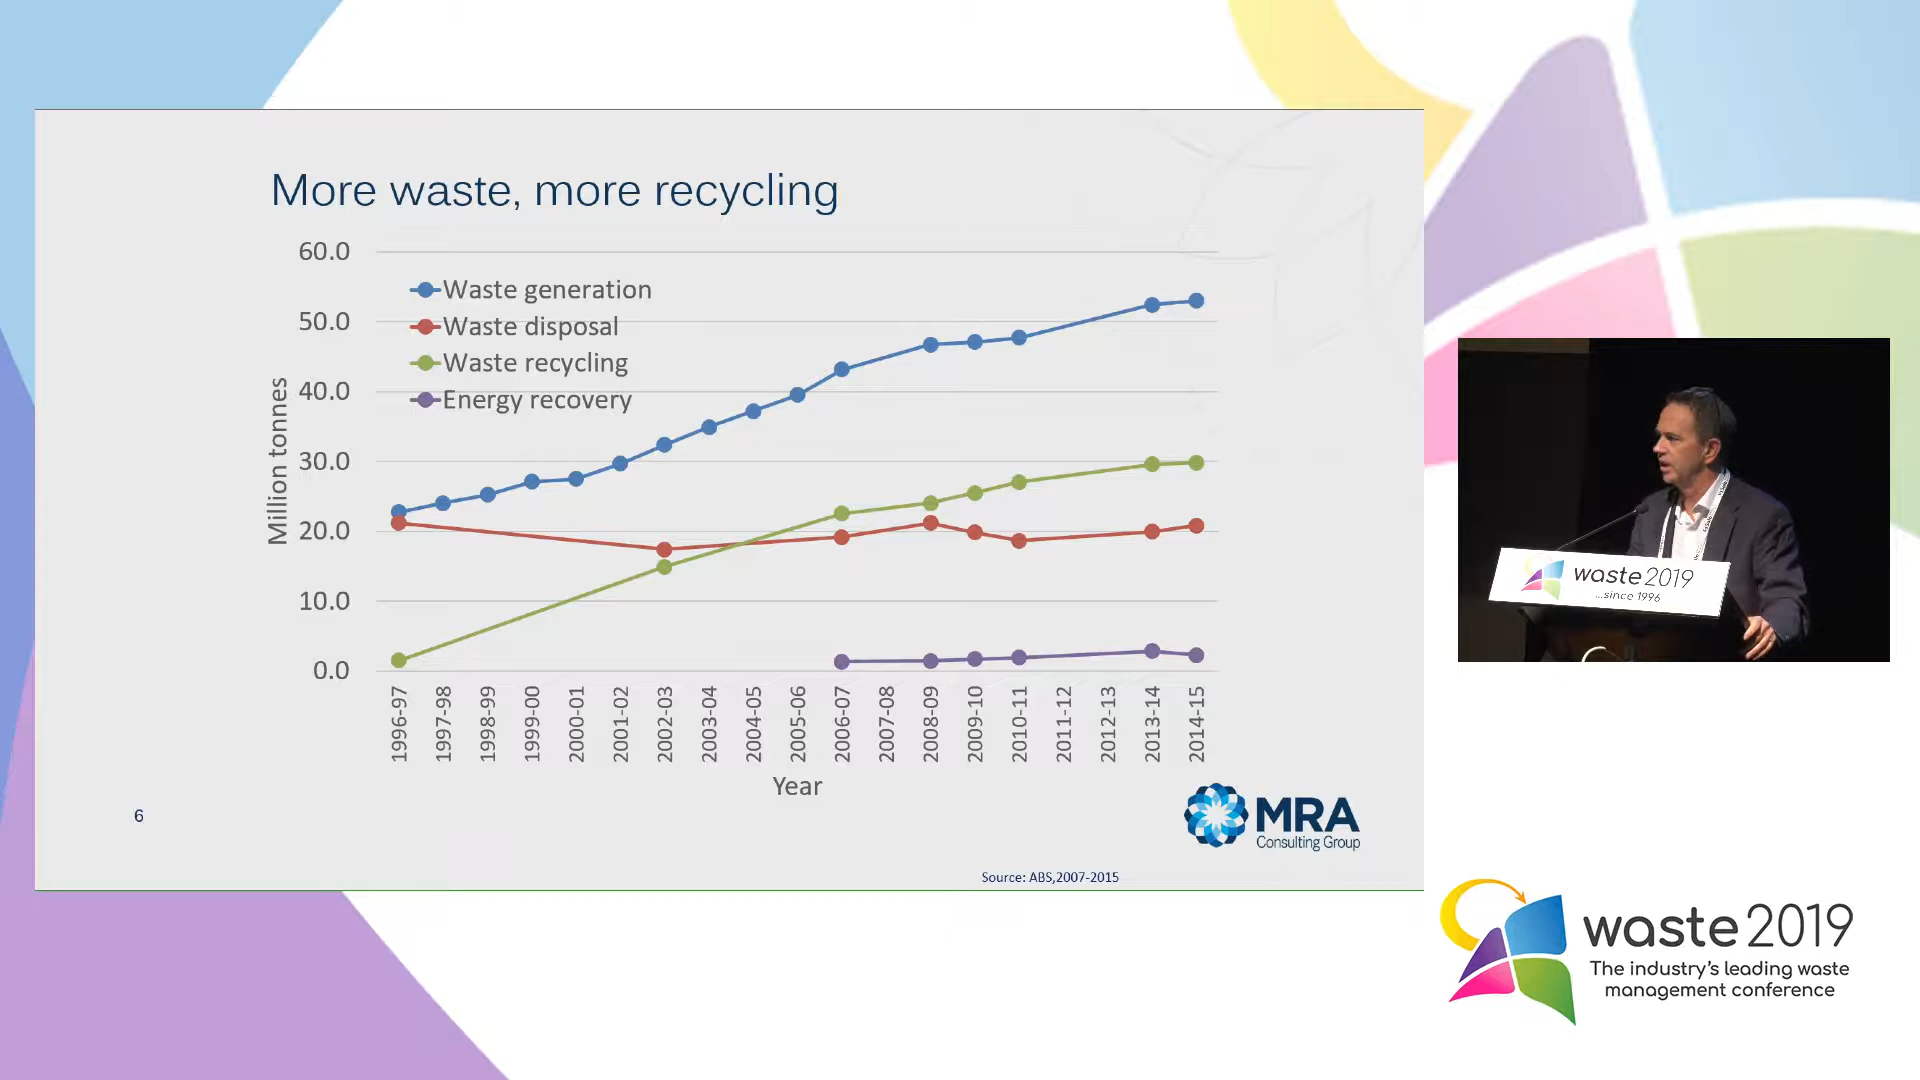 More waste, more recycling
60.0
50.0
40.0
30.0
20.0
10.0
0.0
Million tonnes
Waste generation
Waste disposal
Waste recycling
Energy recovery
1996-97
1997-98
1998-99
1999-00
2000-01
2001-02
2002-03
2003-04
2004-05
2005-06
2006-07
2007-08
2008-09
2009-10
2010-11
2011-12
2012-13
2013-14
2014-15
Year
6
MRA
Consulting Group
Source: ABS,2007-2015
waste 2019
...since 1996
waste 2019
The industry's leading waste
management conference